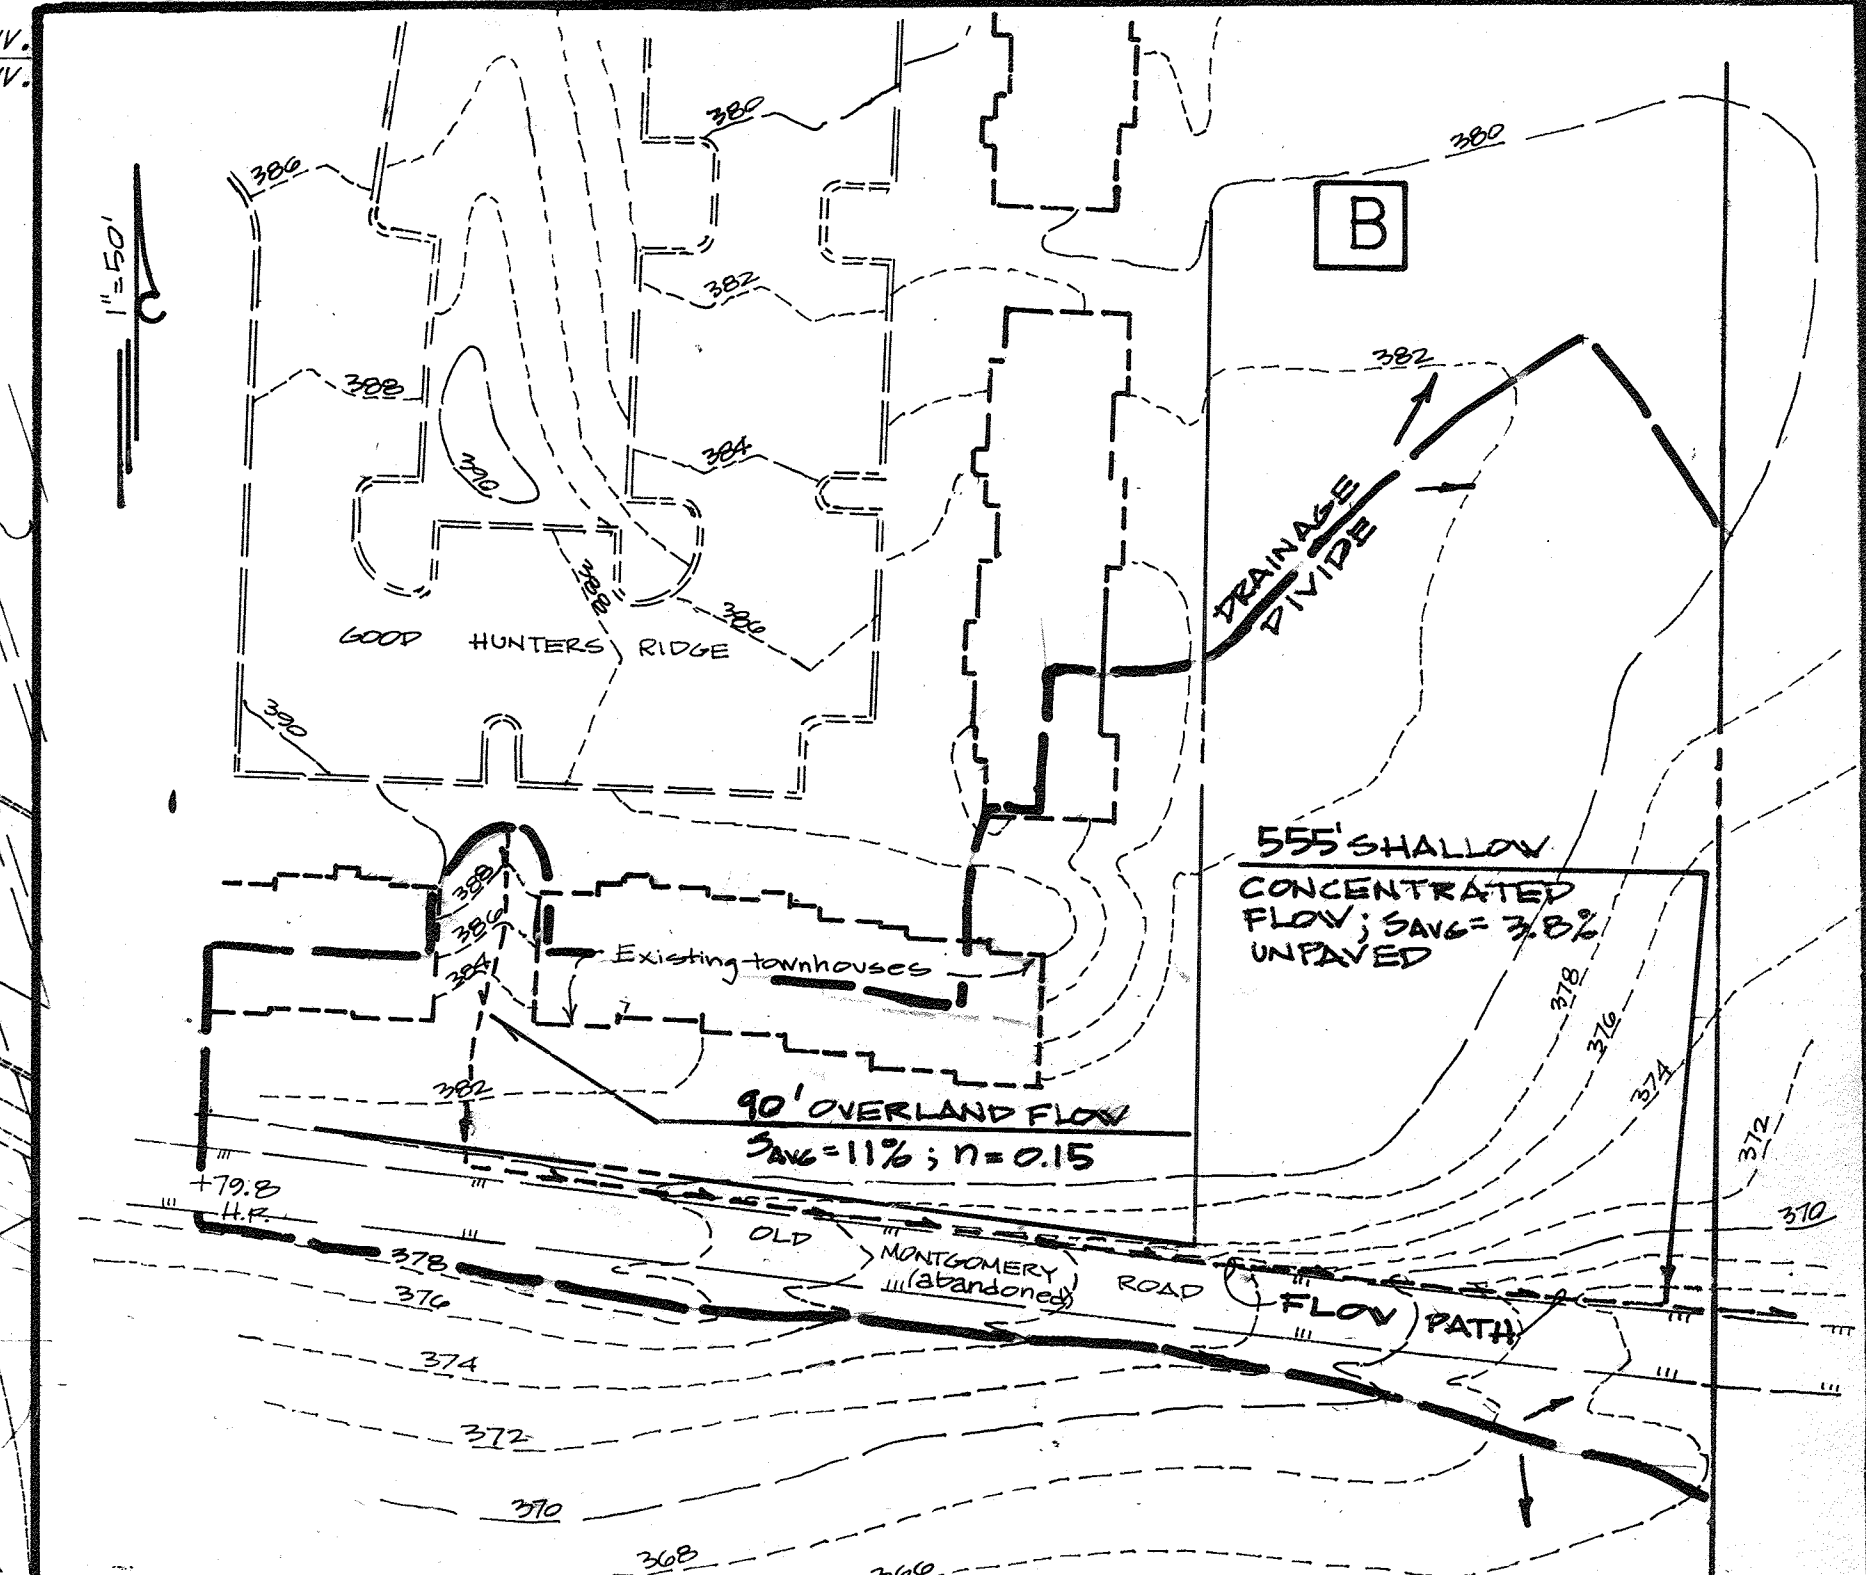 IV.
IV.
1"=50'
386
380
380
B
382
382
388
384
390
388
386
GOOD HUNTERS RIDGE
DRAINAGE
DIVIDE
390
388
386
384
Existing townhouses
555' SHALLOW
CONCENTRATED
FLOW; SAVG = 3.8%
UNPAVED
378
376
374
372
370
382
90' OVERLAND FLOW
SAVG = 11% ; n = 0.15
+79.8
H.P.
OLD MONTGOMERY ROAD
(abandoned)
FLOW PATH
378
376
374
372
370
368
366